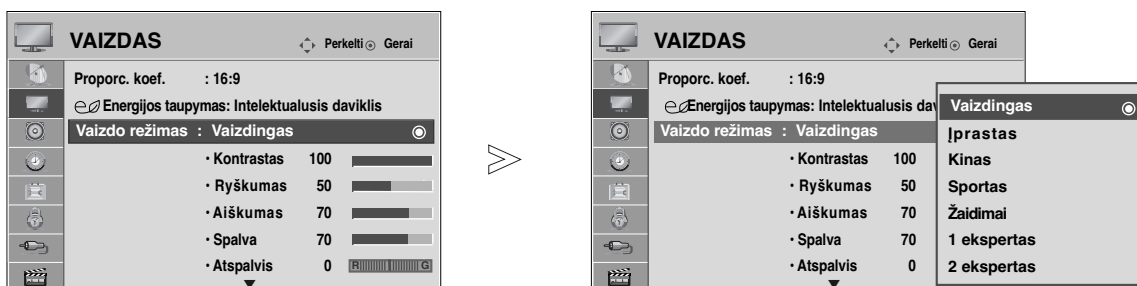 VAIZDAS
Perkelti Gerai
Proporc. koef. : 16:9
Energijos taupymas: Intelektualusis daviklis
Vaizdo režimas : Vaizdingas
• Kontrastas 100
• Ryškumas 50
• Aiškumas 70
• Spalva 70
• Atspalvis 0 R G
VAIZDAS
Perkelti Gerai
Proporc. koef. : 16:9
Energijos taupymas: Intelektualusis dav
Vaizdo režimas : Vaizdingas
• Kontrastas 100
• Ryškumas 50
• Aiškumas 70
• Spalva 70
• Atspalvis 0
Vaizdingas
Įprastas
Kinas
Sportas
Žaidimai
1 ekspertas
2 ekspertas